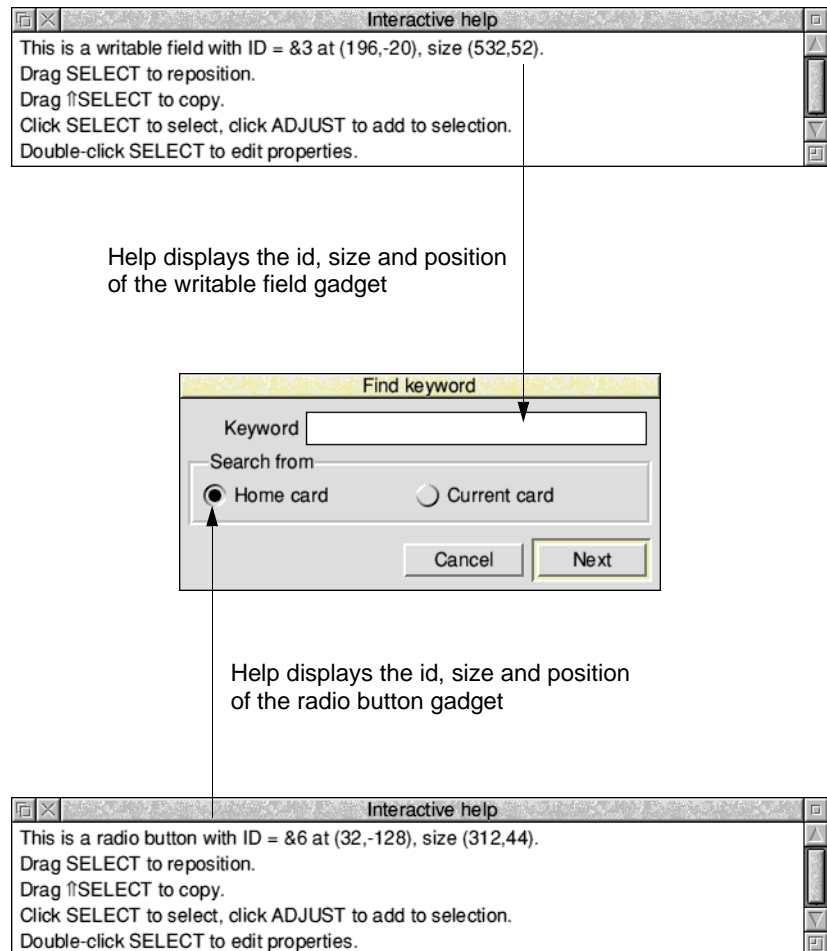 Interactive help
This is a writable field with ID = &3 at (196,-20), size (532,52).
Drag SELECT to reposition.
Drag ⇑SELECT to copy.
Click SELECT to select, click ADJUST to add to selection.
Double-click SELECT to edit properties.
Help displays the id, size and position
of the writable field gadget
Find keyword
Keyword
Search from
Home card Current card
Cancel Next
Help displays the id, size and position
of the radio button gadget
Interactive help
This is a radio button with ID = &6 at (32,-128), size (312,44).
Drag SELECT to reposition.
Drag ⇑SELECT to copy.
Click SELECT to select, click ADJUST to add to selection.
Double-click SELECT to edit properties.